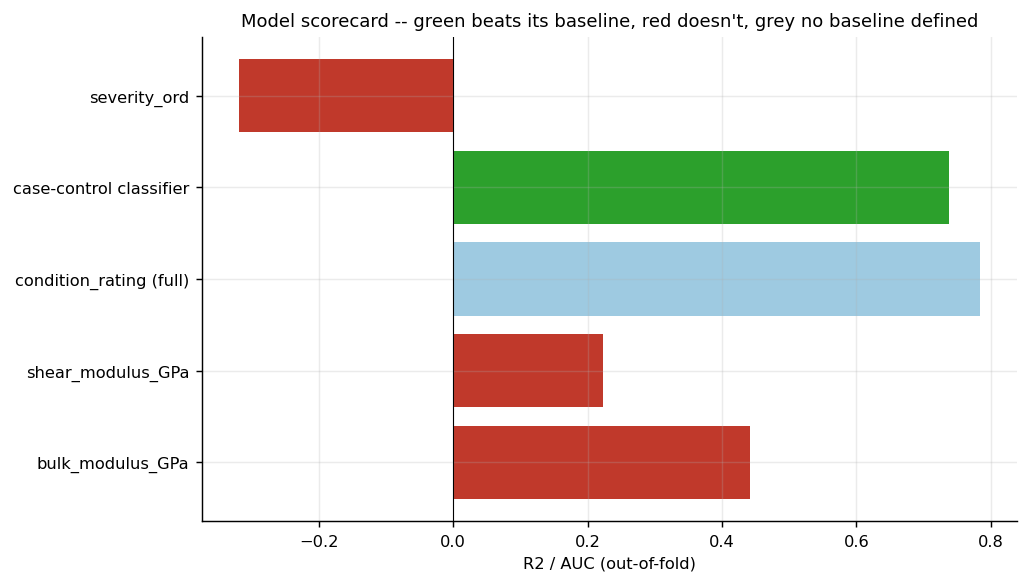 Model scorecard -- green beats its baseline, red doesn't, grey no baseline defined
severity_ord
case-control classifier
condition_rating (full)
shear_modulus_GPa
bulk_modulus_GPa
−0.2 0.0 0.2 0.4 0.6 0.8
R2 / AUC (out-of-fold)